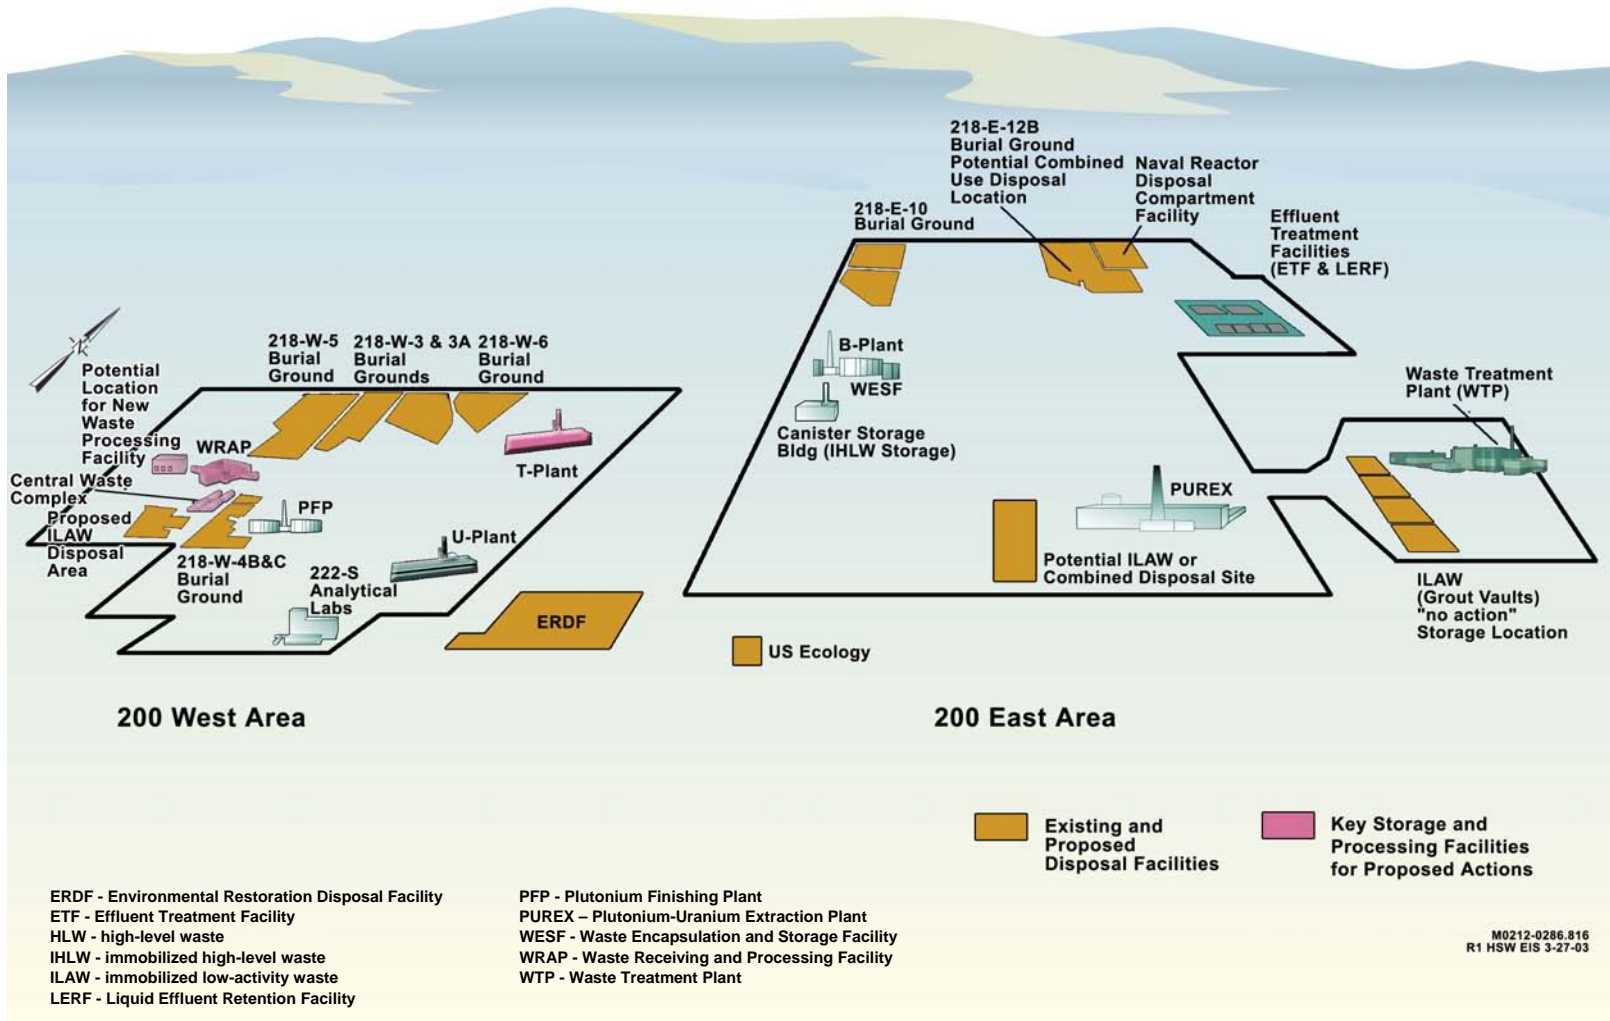 218-E-12B
Burial Ground
Potential Combined
Use Disposal
Location
Naval Reactor
Disposal
Compartment
Facility
218-E-10
Burial Ground
Effluent
Treatment
Facilities
(ETF & LERF)
218-W-5
Burial
Ground
218-W-3 & 3A
Burial
Grounds
218-W-6
Burial
Ground
B-Plant
WESF
Potential
Location
for New
Waste
Processing
Facility
Waste Treatment
Plant (WTP)
WRAP
T-Plant
Canister Storage
Bldg (IHLW Storage)
Central Waste
Complex
PFP
PUREX
Proposed
ILAW
Disposal
Area
U-Plant
218-W-4B&C
Burial
Ground
222-S
Analytical
Labs
Potential ILAW or
Combined Disposal Site
ILAW
(Grout Vaults)
"no action"
Storage Location
ERDF
US Ecology
200 West Area
200 East Area
Existing and
Proposed
Disposal Facilities
Key Storage and
Processing Facilities
for Proposed Actions
ERDF - Environmental Restoration Disposal Facility
ETF - Effluent Treatment Facility
HLW - high-level waste
IHLW - immobilized high-level waste
ILAW - immobilized low-activity waste
LERF - Liquid Effluent Retention Facility
PFP - Plutonium Finishing Plant
PUREX – Plutonium-Uranium Extraction Plant
WESF - Waste Encapsulation and Storage Facility
WRAP - Waste Receiving and Processing Facility
WTP - Waste Treatment Plant
M0212-0286.816
R1 HSW EIS 3-27-03